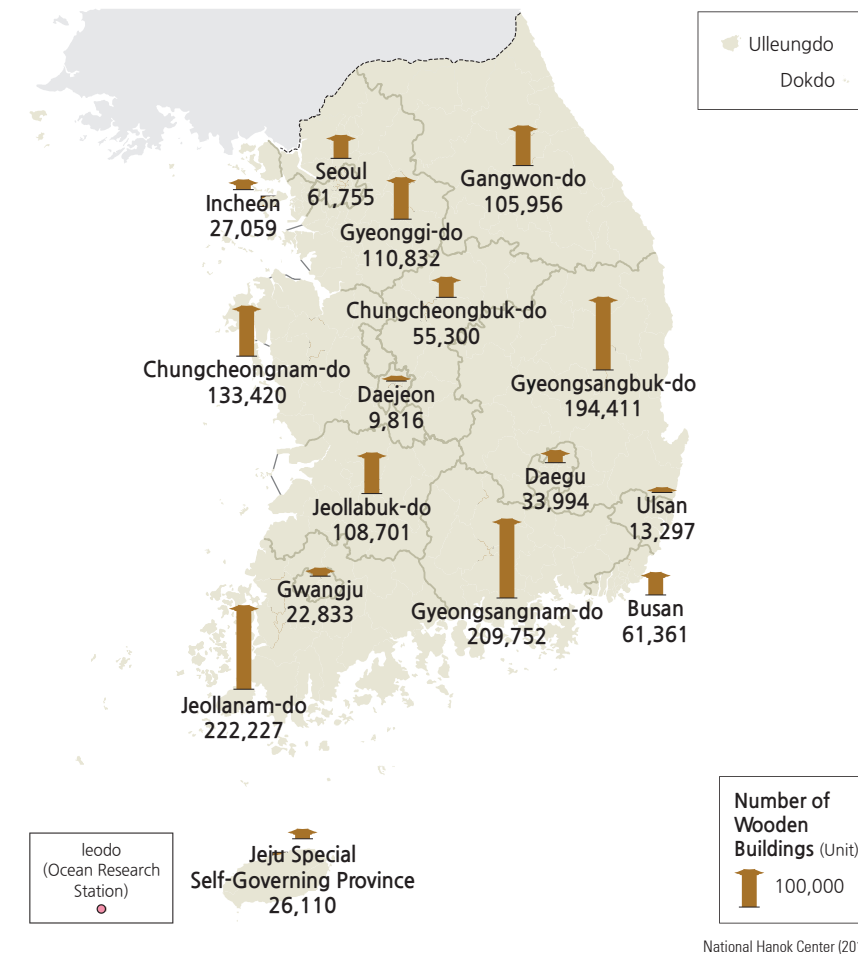 Ulleungdo
Dokdo
Seoul
61,755
Gangwon-do
105,956
Incheon
27,059
Gyeonggi-do
110,832
Chungcheongbuk-do
55,300
Chungcheongnam-do
133,420
Daejeon
9,816
Gyeongsangbuk-do
194,411
Daegu
33,994
Ulsan
13,297
Jeollabuk-do
108,701
Gwangju
22,833
Gyeongsangnam-do
209,752
Busan
61,361
Jeollanam-do
222,227
Jeju Special
Self-Governing Province
26,110
Ieodo
(Ocean Research
Station)
Number of
Wooden
Buildings (Unit)
100,000
National Hanok Center